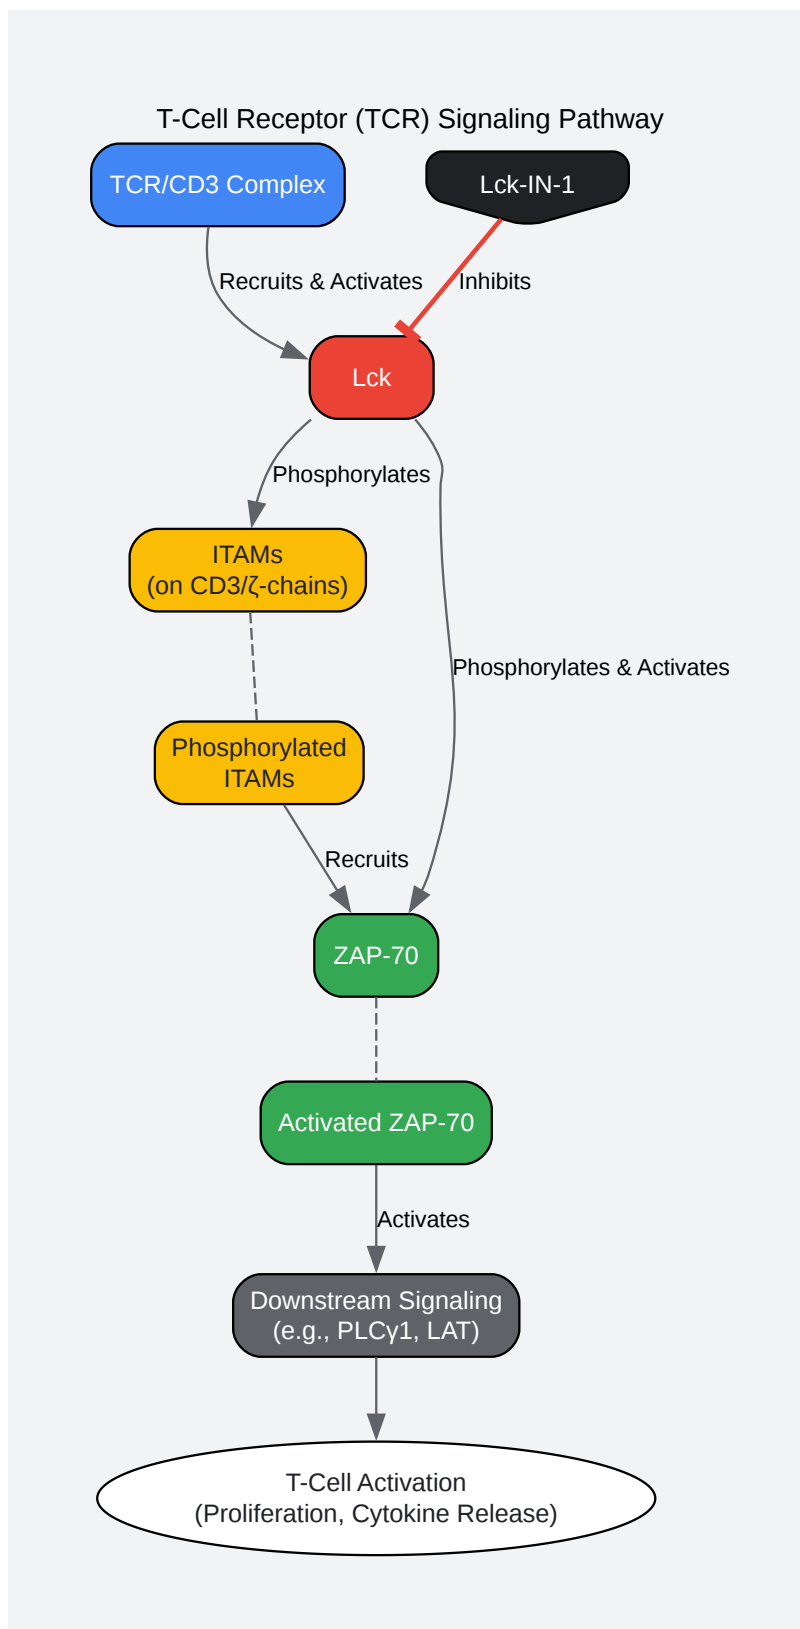 T-Cell Receptor (TCR) Signaling Pathway
TCR/CD3 Complex
Lck-IN-1
Recruits & Activates
Inhibits
Lck
Phosphorylates
ITAMs
(on CD3/ζ-chains)
Phosphorylates & Activates
Phosphorylated
ITAMs
Recruits
ZAP-70
Activated ZAP-70
Activates
Downstream Signaling
(e.g., PLCγ1, LAT)
T-Cell Activation
(Proliferation, Cytokine Release)